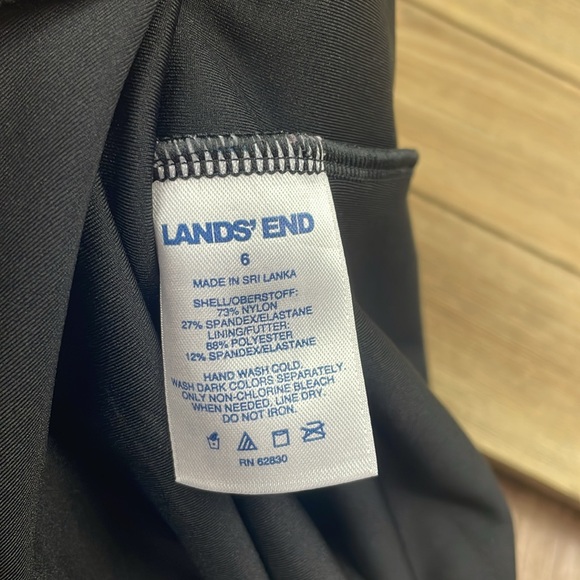 LANDS' END
6
MADE IN SRI LANKA
SHELL/OBERSTOFF:
73% NYLON
27% SPANDEX/ELASTANE
LINING/FUTTER:
88% POLYESTER
12% SPANDEX/ELASTANE
HAND WASH COLD.
WASH DARK COLORS SEPARATELY.
ONLY NON-CHLORINE BLEACH
WHEN NEEDED. LINE DRY.
DO NOT IRON.
RN 62830